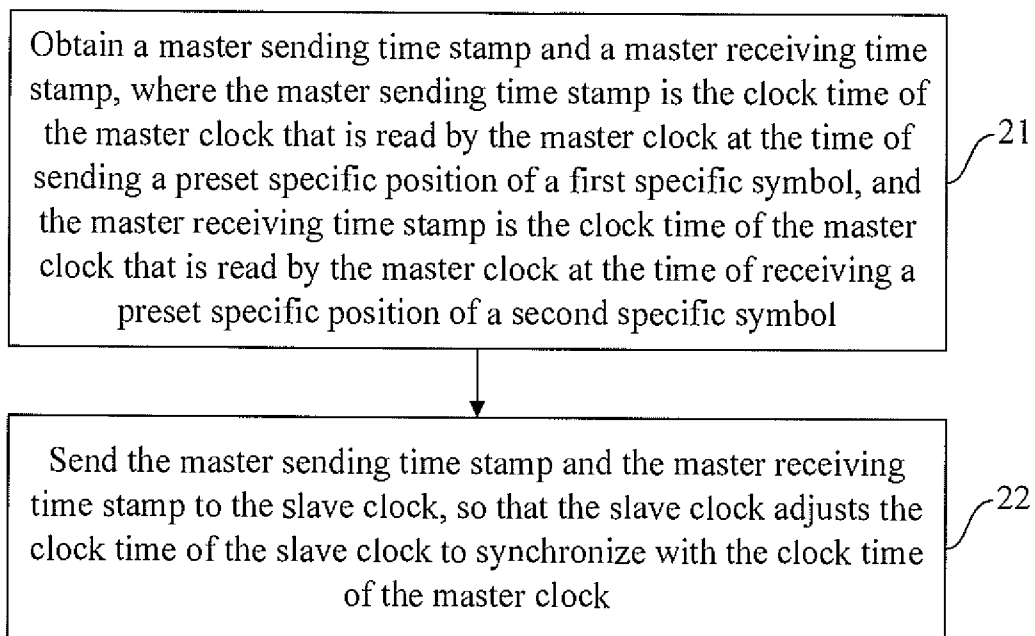 Obtain a master sending time stamp and a master receiving time
stamp, where the master sending time stamp is the clock time of
the master clock that is read by the master clock at the time of
sending a preset specific position of a first specific symbol, and
the master receiving time stamp is the clock time of the master
clock that is read by the master clock at the time of receiving a
preset specific position of a second specific symbol
21
Send the master sending time stamp and the master receiving
time stamp to the slave clock, so that the slave clock adjusts the
clock time of the slave clock to synchronize with the clock time
of the master clock
22